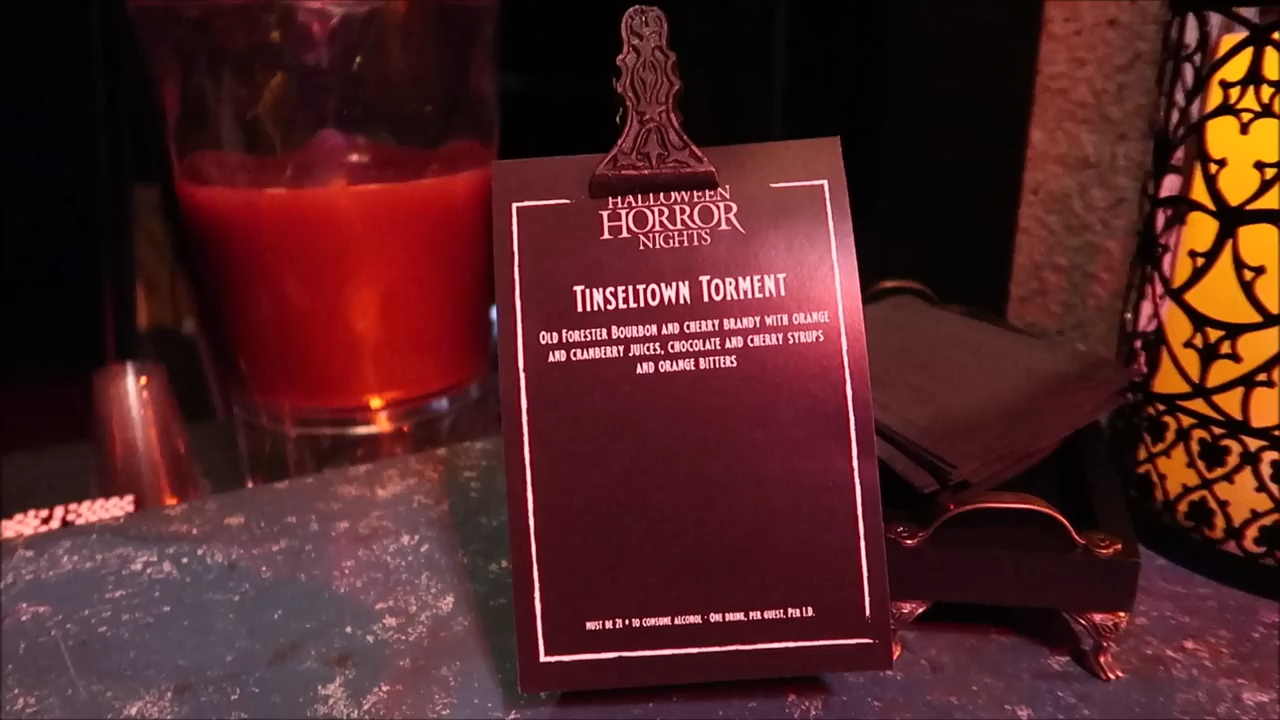 HALLOWEEN
HORROR
NIGHTS
TINSELTOWN TORMENT
OLD FORESTER BOURBON AND CHERRY BRANDY WITH ORANGE
AND CRANBERRY JUICES, CHOCOLATE AND CHERRY SYRUPS
AND ORANGE BITTERS
MUST BE 21+ TO CONSUME ALCOHOL · ONE DRINK, PER GUEST, PER I.D.